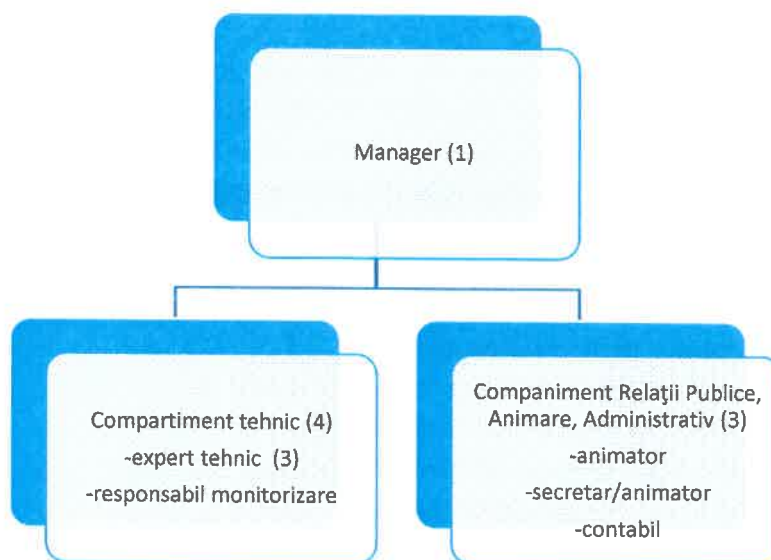 Manager (1)
Compartiment tehnic (4)
-expert tehnic (3)
-responsabil monitorizare
Companiment Relaţii Publice,
Animare, Administrativ (3)
-animator
-secretar/animator
-contabil